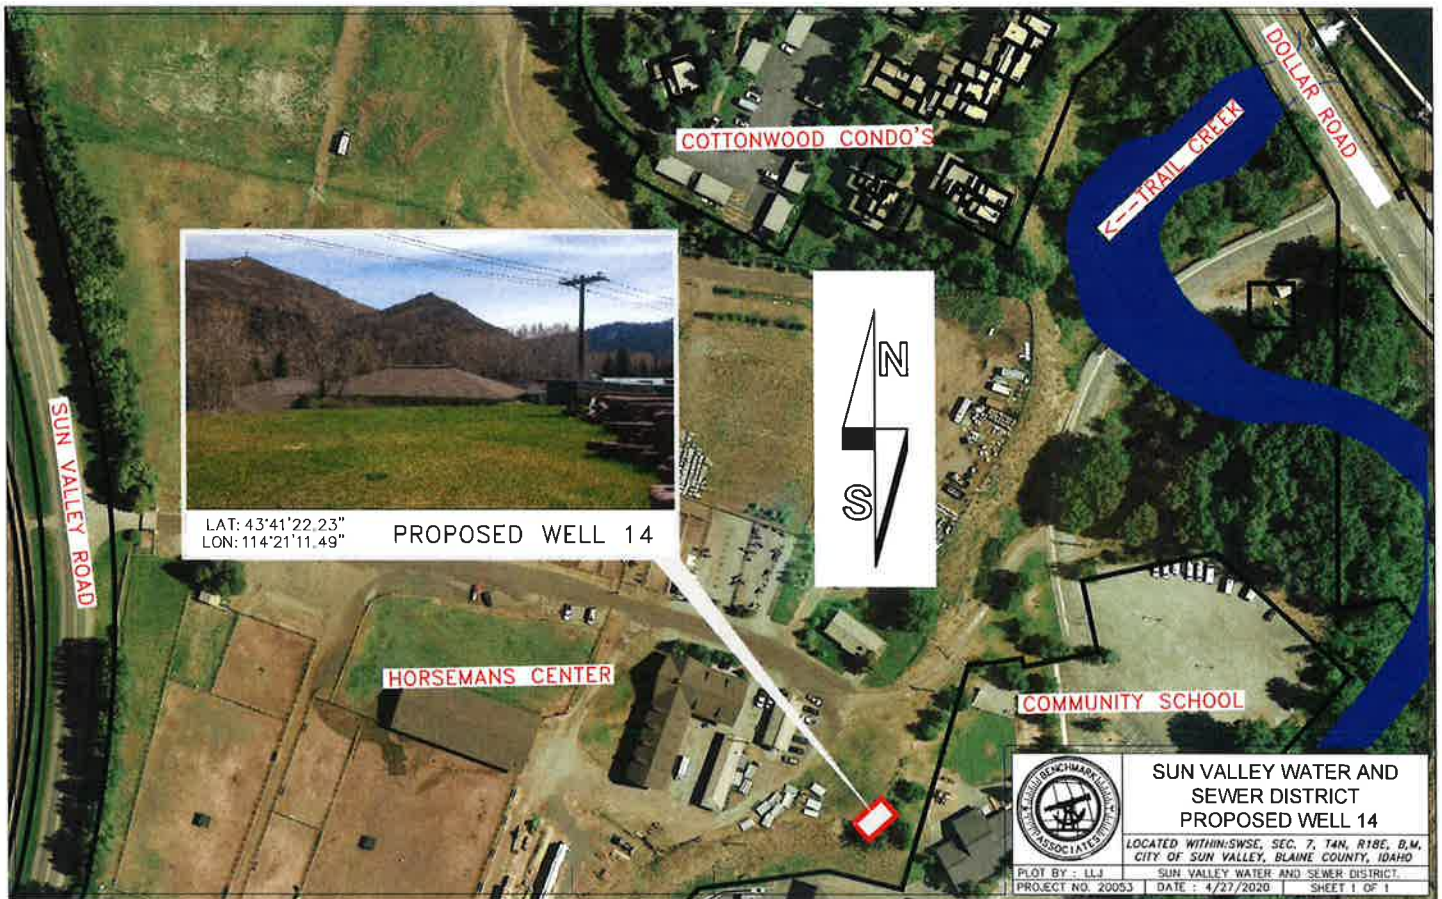 DOLLAR ROAD
COTTONWOOD CONDO'S
<---TRAIL CREEK
SUN VALLEY ROAD
N
S
LAT: 43°41'22.23"
LON: 114°21'11.49"
PROPOSED WELL 14
HORSEMANS CENTER
COMMUNITY SCHOOL
BENCHMARK
ASSOCIATES
SUN VALLEY WATER AND
SEWER DISTRICT
PROPOSED WELL 14
LOCATED WITHIN:SWSE, SEC. 7, T4N, R18E, B,M,
CITY OF SUN VALLEY, BLAINE COUNTY, IDAHO
PLOT BY : LLJ
SUN VALLEY WATER AND SEWER DISTRICT.
PROJECT NO. 20053
DATE : 4/27/2020
SHEET 1 OF 1